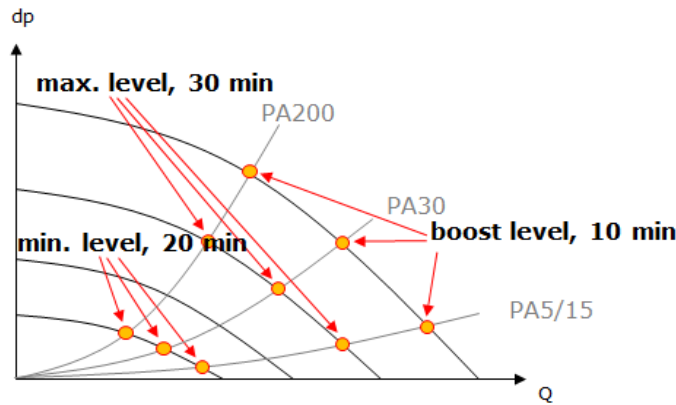 dp
max. level, 30 min
PA200
PA30
min. level, 20 min
boost level, 10 min
PA5/15
Q